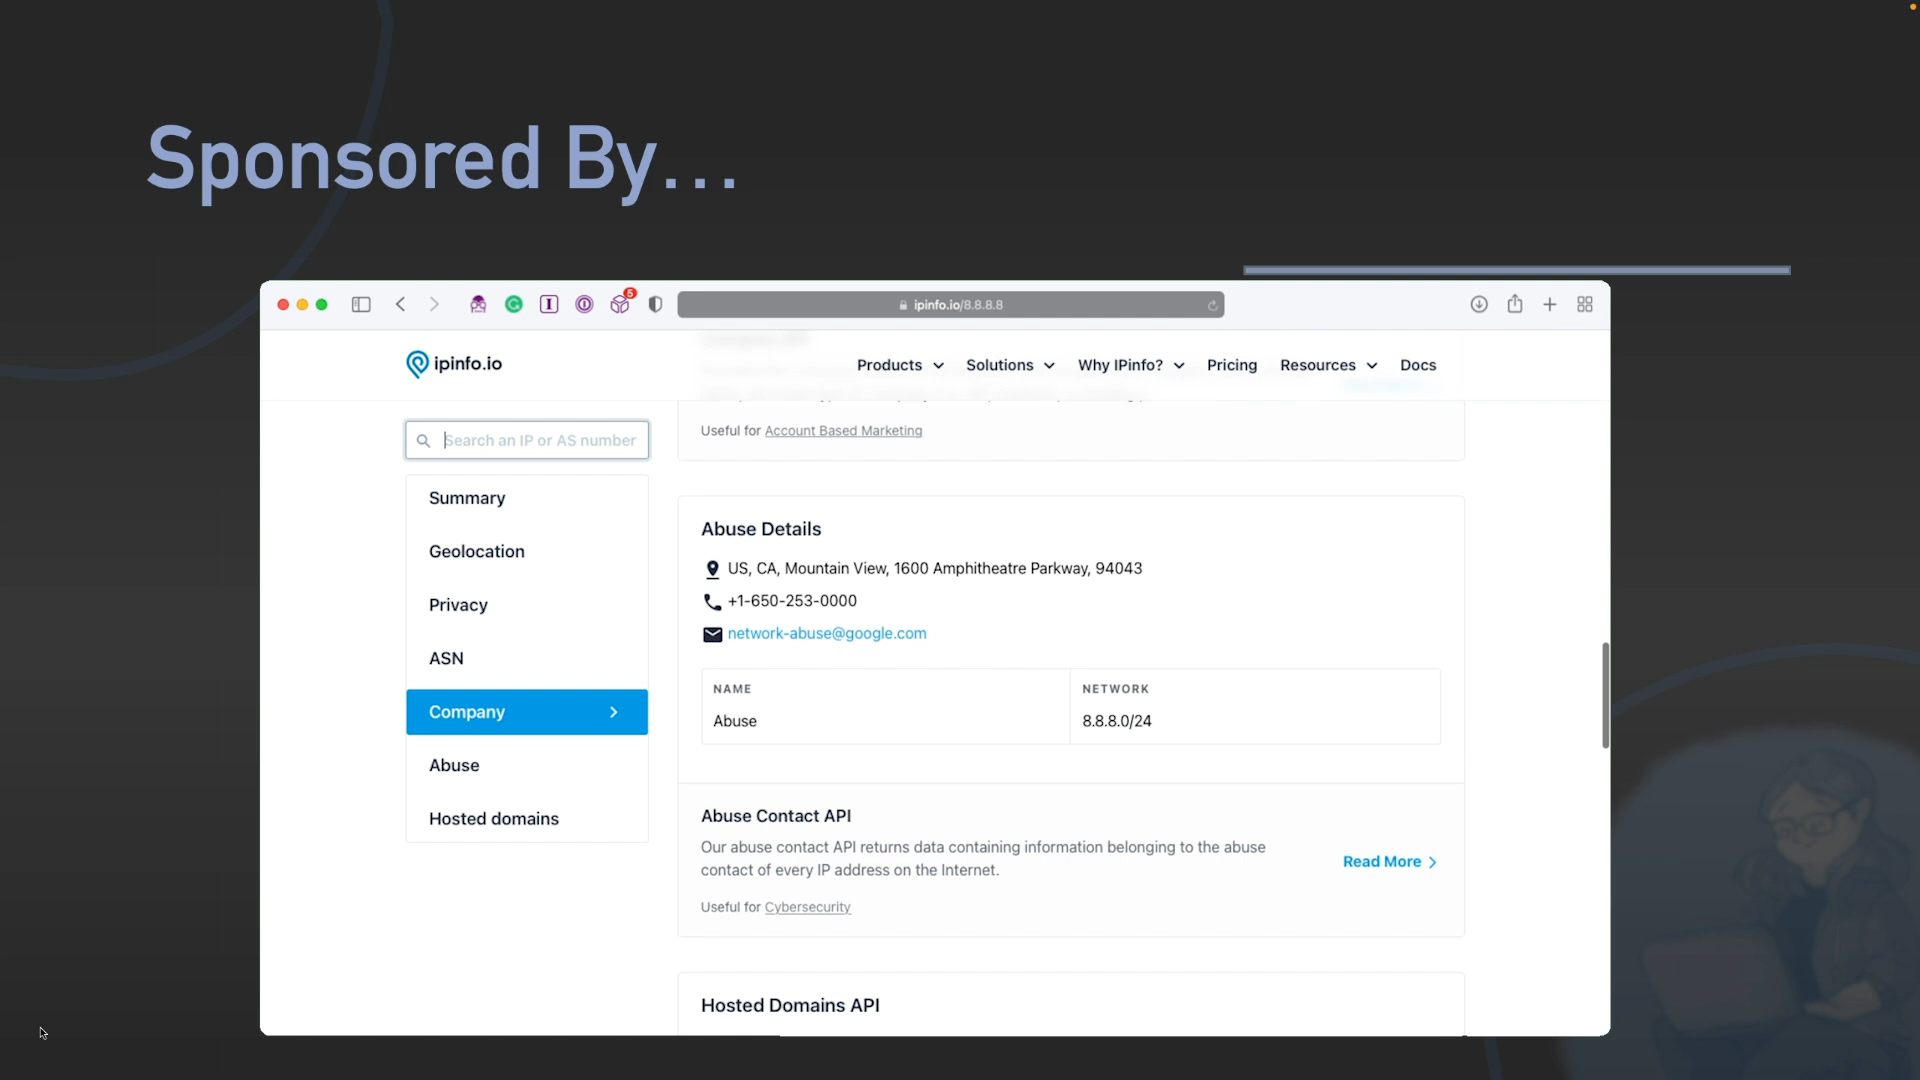 Sponsored By...
5
ipinfo.io/8.8.8.8
ipinfo.io
Products
Solutions
Why IPinfo?
Pricing
Resources
Docs
Search an IP or AS number
Summary
Geolocation
Privacy
ASN
Company
Abuse
Hosted domains
Useful for Account Based Marketing
Abuse Details
US, CA, Mountain View, 1600 Amphitheatre Parkway, 94043
+1-650-253-0000
network-abuse@google.com
NAME
NETWORK
Abuse
8.8.8.0/24
Abuse Contact API
Our abuse contact API returns data containing information belonging to the abuse
contact of every IP address on the Internet.
Read More
Useful for Cybersecurity
Hosted Domains API